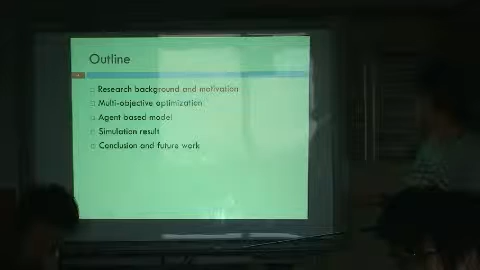 Outline
Research background and motivation
Multi-objective optimization
Agent based model
Simulation result
Conclusion and future work